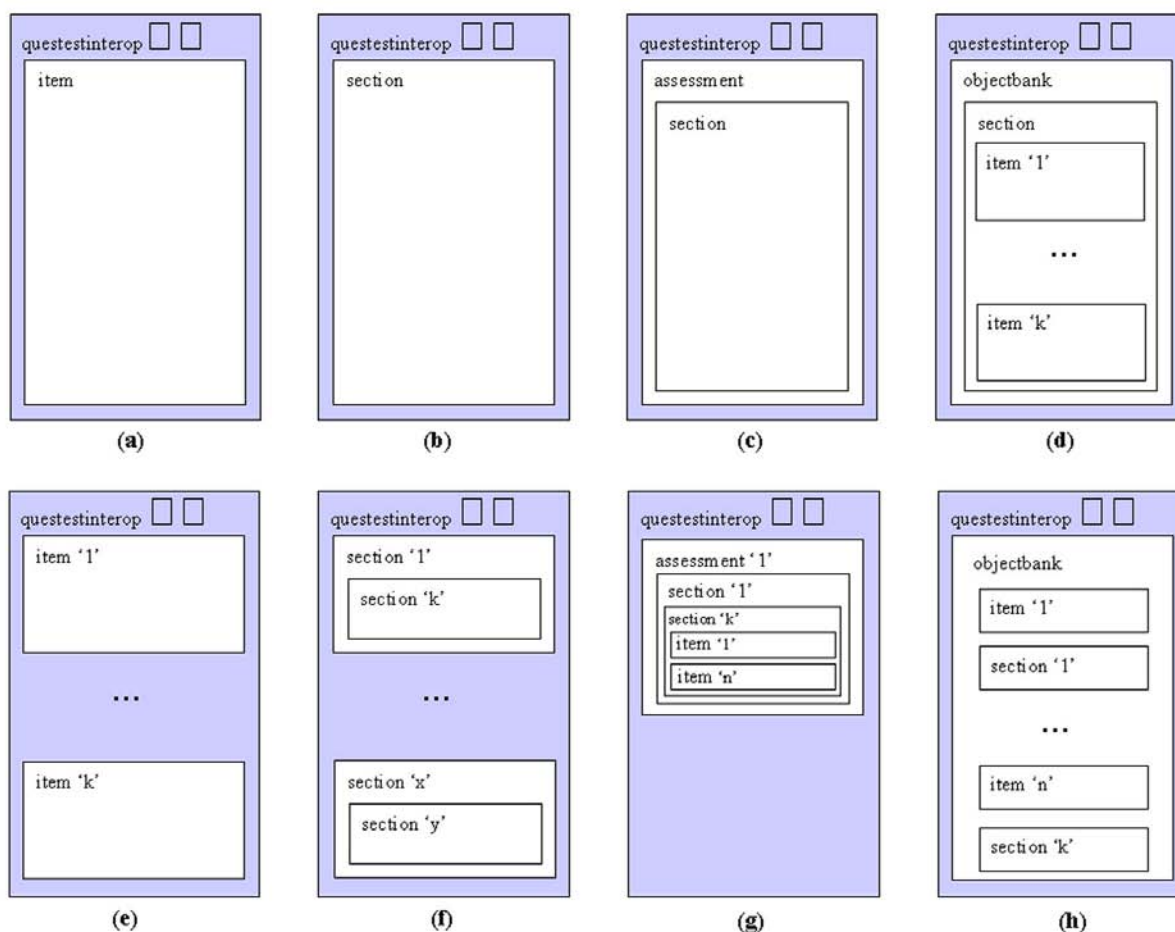 questestinterop
item
(a)
questestinterop
section
(b)
questestinterop
assessment
section
(c)
questestinterop
objectbank
section
item ‘1’
...
item ‘k’
(d)
questestinterop
item ‘1’
...
item ‘k’
(e)
questestinterop
section ‘1’
section ‘k’
...
section ‘x’
section ‘y’
(f)
questestinterop
assessment ‘1’
section ‘1’
section ‘k’
item ‘1’
item ‘n’
(g)
questestinterop
objectbank
item ‘1’
section ‘1’
...
item ‘n’
section ‘k’
(h)